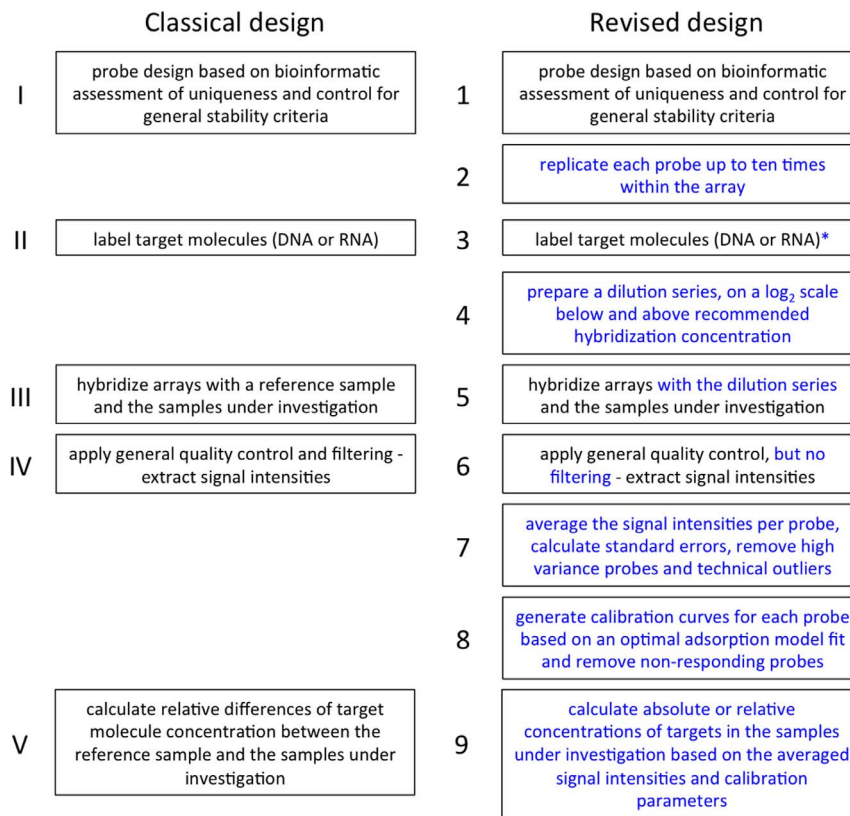 Classical design
Revised design
I
probe design based on bioinformatic
assessment of uniqueness and control for
general stability criteria
1
probe design based on bioinformatic
assessment of uniqueness and control for
general stability criteria
2
replicate each probe up to ten times
within the array
II
label target molecules (DNA or RNA)
3
label target molecules (DNA or RNA)*
4
prepare a dilution series, on a log₂ scale
below and above recommended
hybridization concentration
III
hybridize arrays with a reference sample
and the samples under investigation
5
hybridize arrays with the dilution series
and the samples under investigation
IV
apply general quality control and filtering -
extract signal intensities
6
apply general quality control, but no
filtering - extract signal intensities
7
average the signal intensities per probe,
calculate standard errors, remove high
variance probes and technical outliers
8
generate calibration curves for each probe
based on an optimal adsorption model fit
and remove non-responding probes
V
calculate relative differences of target
molecule concentration between the
reference sample and the samples under
investigation
9
calculate absolute or relative
concentrations of targets in the samples
under investigation based on the averaged
signal intensities and calibration
parameters